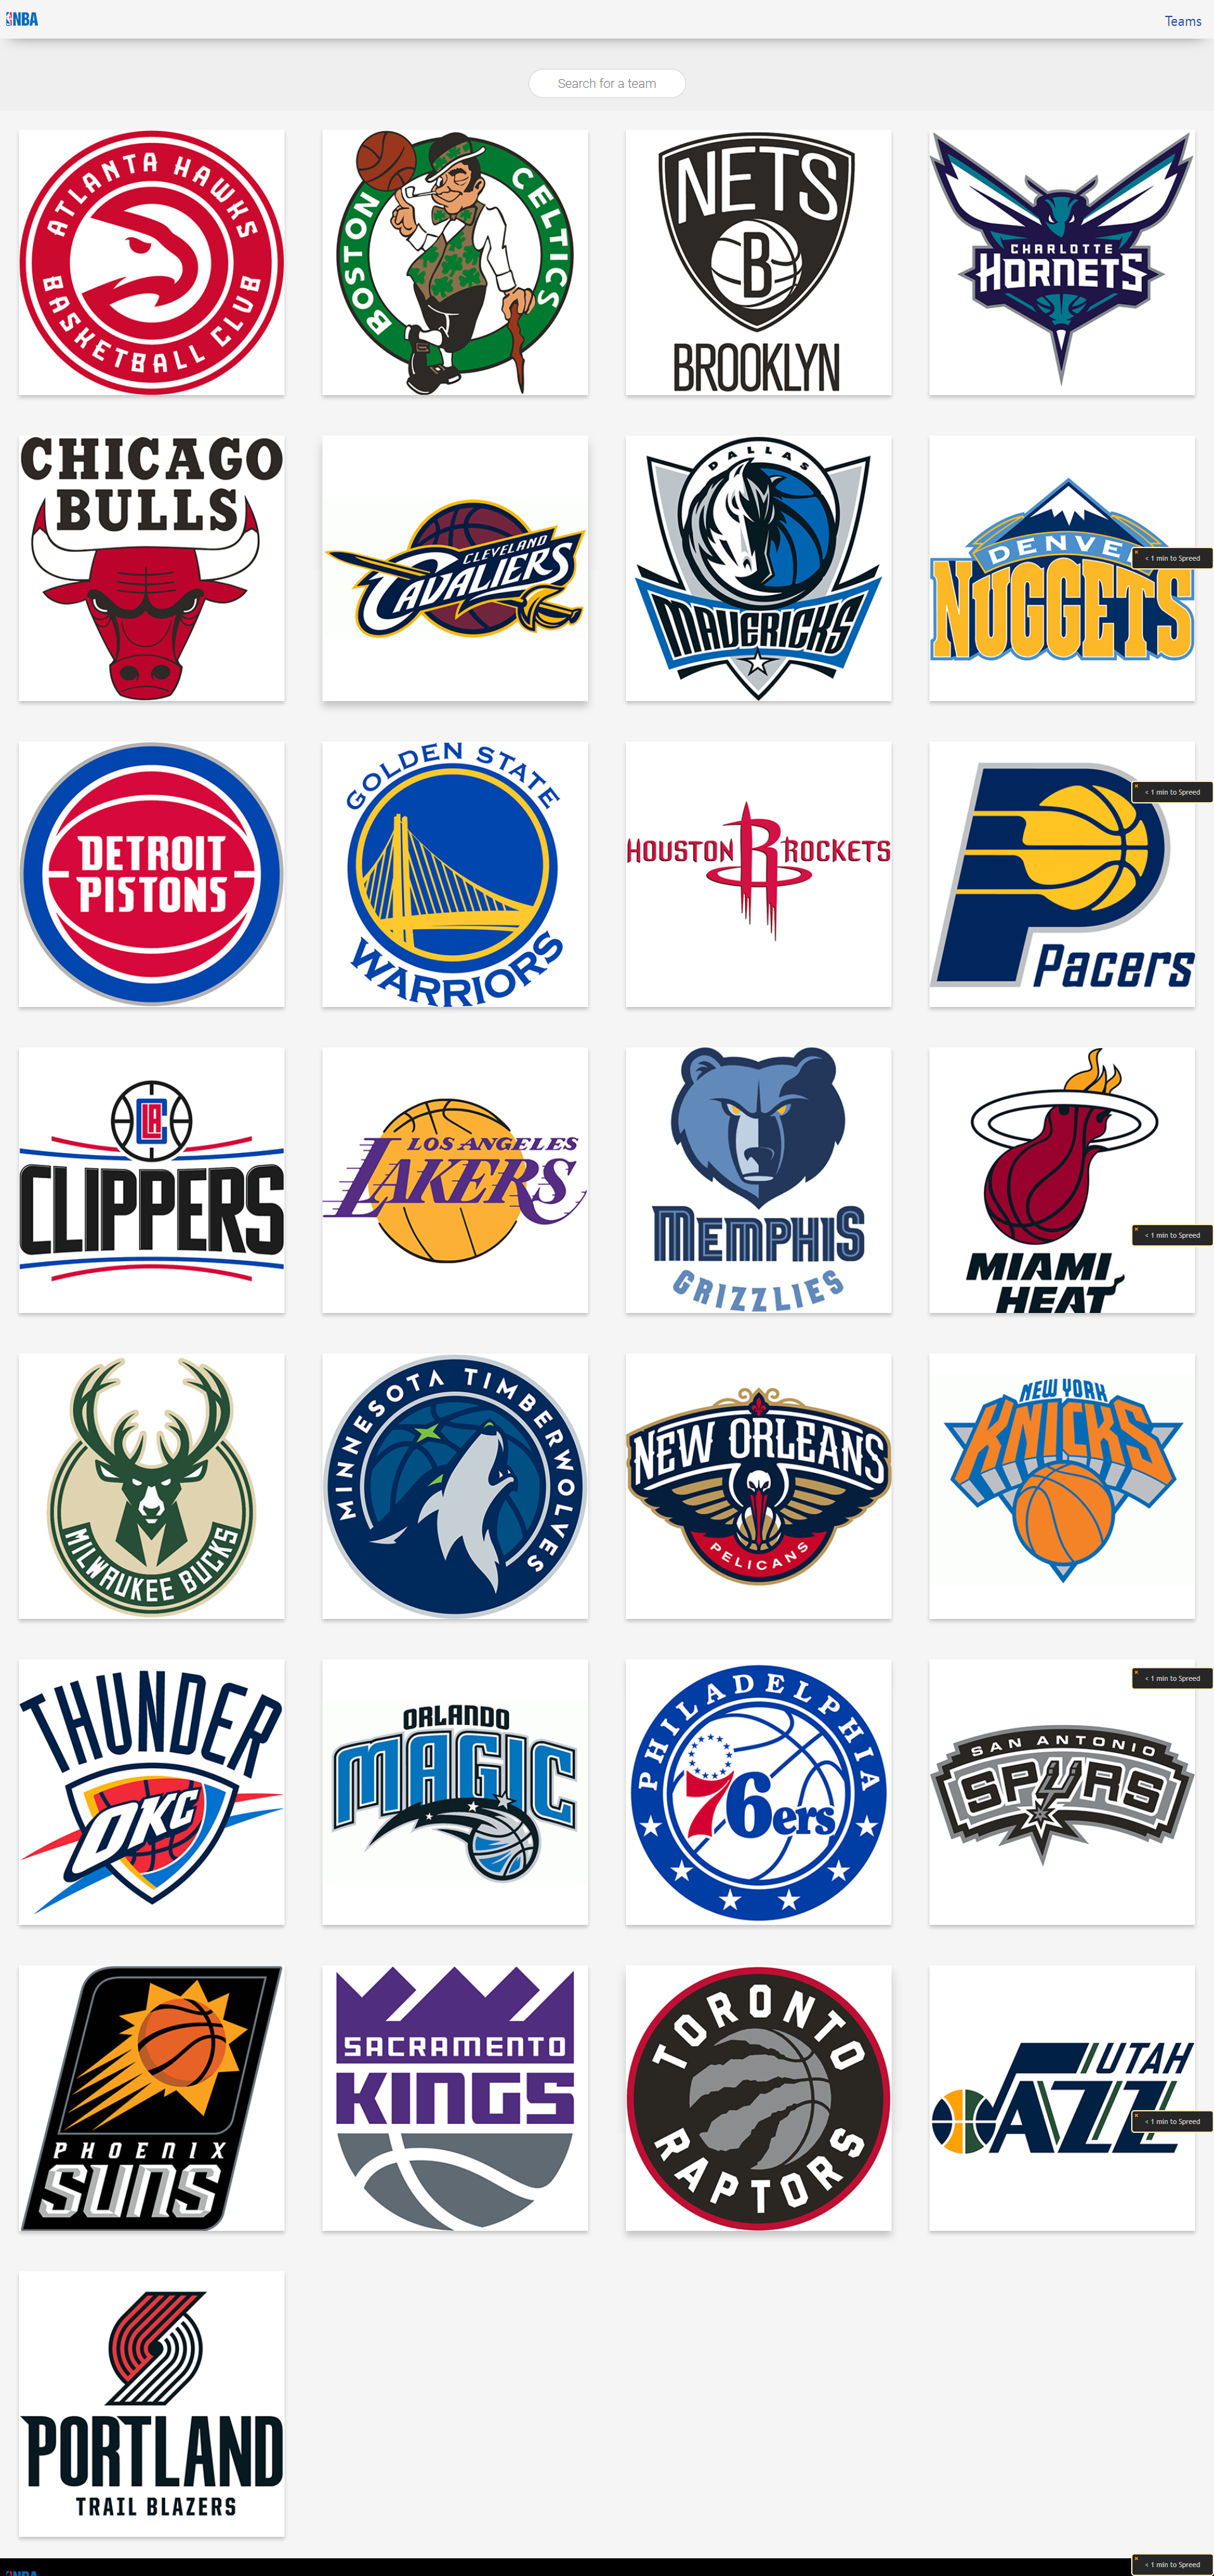 NBA
Teams
Search for a team
ATLANTA HAWKS
BASKETBALL CLUB
BOSTON
CELTICS
NETS
B
BROOKLYN
CHARLOTTE
HORNETS
CHICAGO
BULLS
CLEVELAND
CAVALIERS
DALLAS
MAVERICKS
DENVE
NUGGETS
< 1 min to Spreed
DETROIT
PISTONS
GOLDEN STATE
WARRIORS
HOUSTON R ROCKETS
< 1 min to Spreed
Pacers
LAC
CLIPPERS
LOS ANGELES
LAKERS
MEMPHIS
GRIZZLIES
< 1 min to Spreed
MIAMI
HEAT
MILWAUKEE BUCKS
MINNESOTA TIMBERWOLVES
NEW ORLEANS
PELICANS
NEW YORK
KNICKS
THUNDER
OKC
ORLANDO
MAGIC
PHILADELPHIA
76ers
< 1 min to Spreed
SAN ANTONIO
SPURS
PHOENIX
SUNS
SACRAMENTO
KINGS
TORONTO
RAPTORS
UTAH
JAZZ
< 1 min to Spreed
PORTLAND
TRAIL BLAZERS
NBA
< 1 min to Spreed